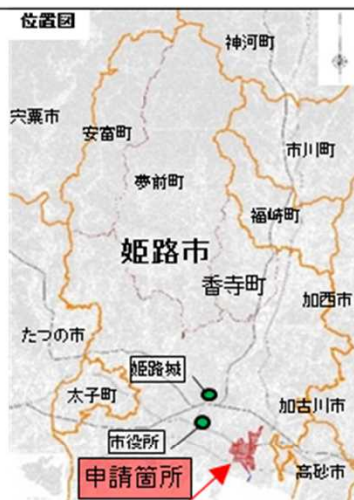 位置図
神河町
宍粟市
安富町
市川町
夢前町
福崎町
姫路市
香寺町
加西市
たつの市
姫路城
太子町
加古川市
市役所
申請箇所
高砂市